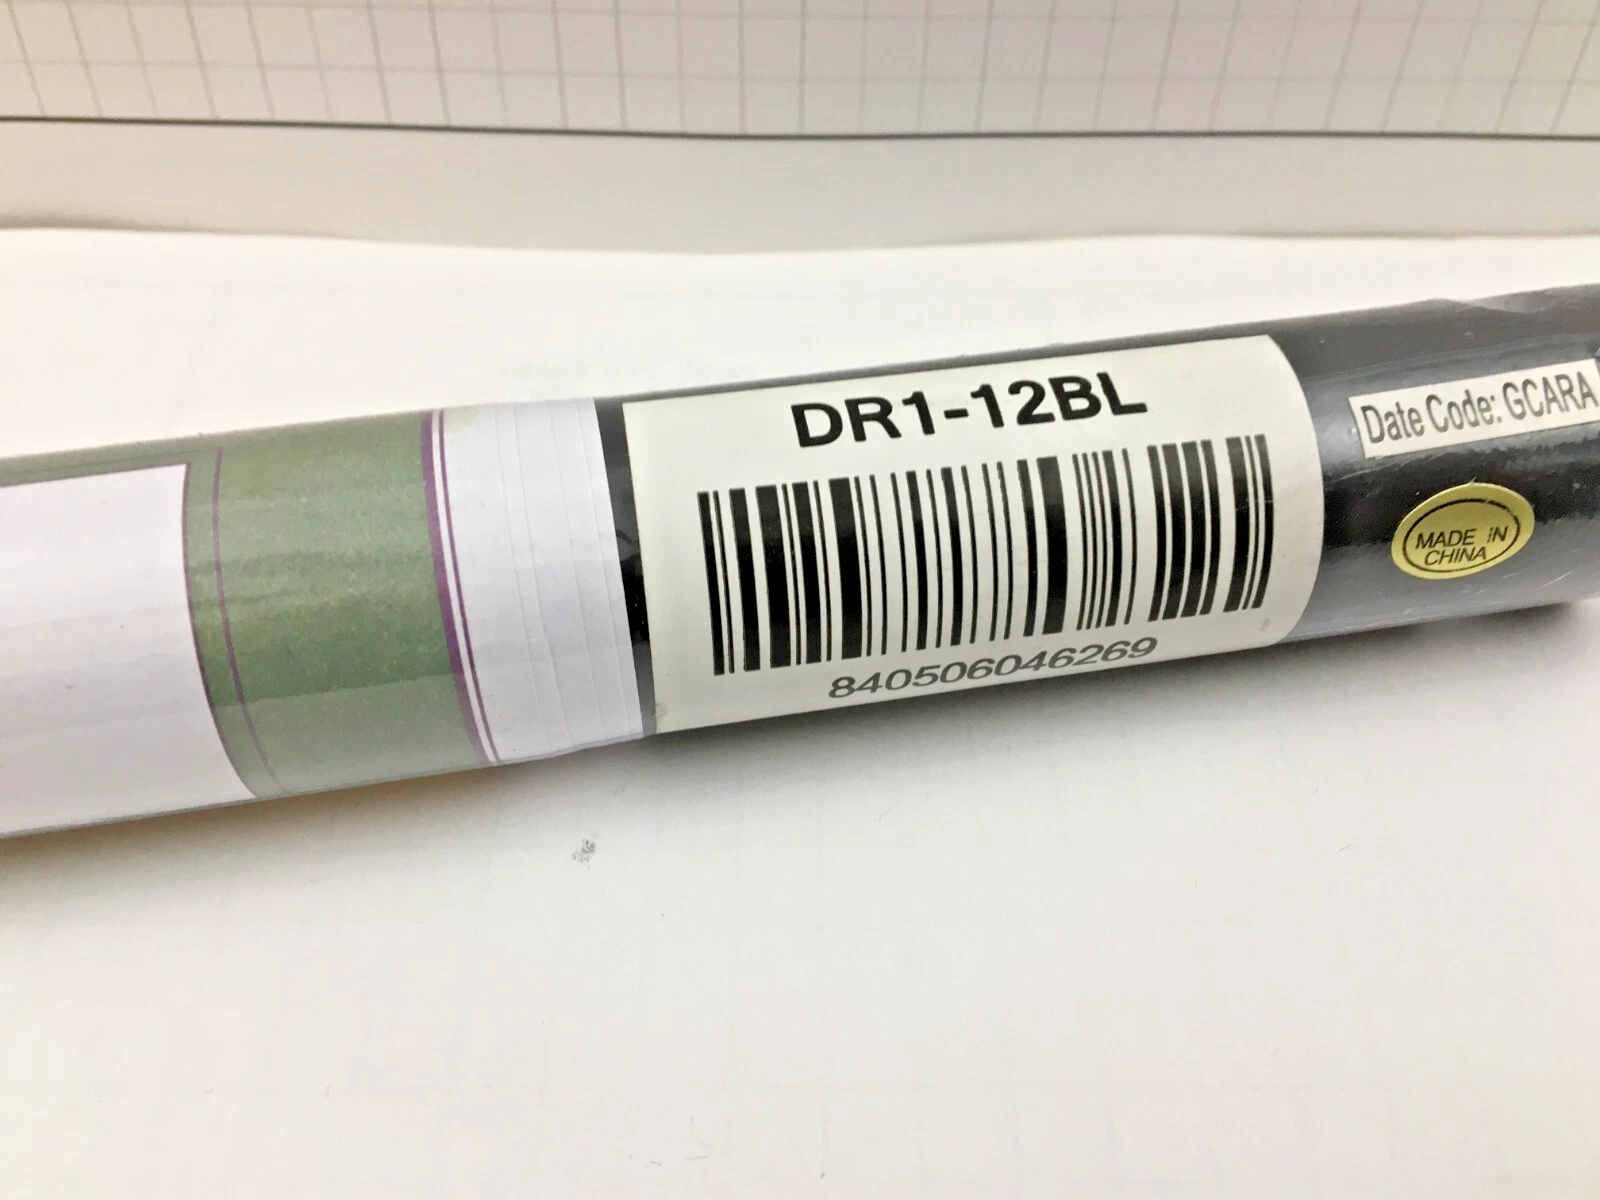 DR1-12BL
840506046269
Date Code: GCARA
MADE IN
CHINA